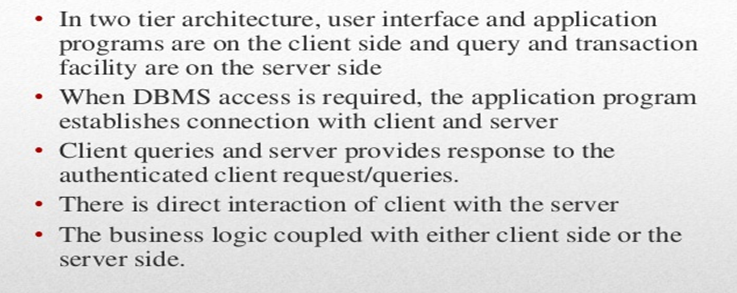 • In two tier architecture, user interface and application
programs are on the client side and query and transaction
facility are on the server side
• When DBMS access is required, the application program
establishes connection with client and server
• Client queries and server provides response to the
authenticated client request/queries.
• There is direct interaction of client with the server
• The business logic coupled with either client side or the
server side.